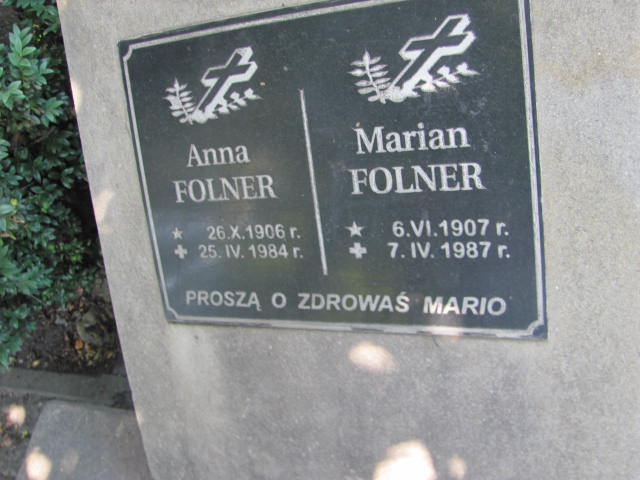 Anna
FOLNER
★ 26.X.1906 r.
✚ 25.IV.1984 r.
Marian
FOLNER
★ 6.VI.1907 r.
✚ 7.IV.1987 r.
PROSZĄ O ZDROWAŚ MARIO